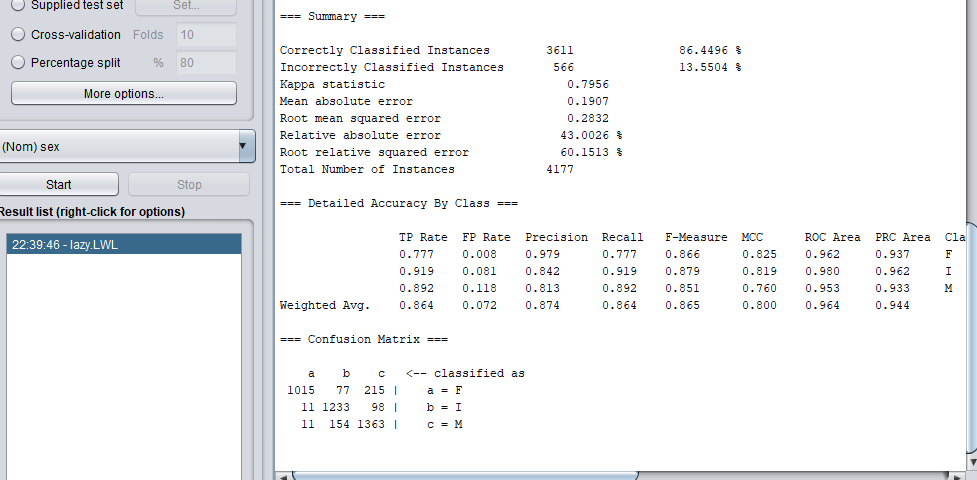 Supplied test set Set...
Cross-validation Folds 10
Percentage split % 80
More options...
(Nom) sex
Start Stop
Result list (right-click for options)
22:39:46 - lazy.LWL
=== Summary ===
Correctly Classified Instances 3611 86.4496 %
Incorrectly Classified Instances 566 13.5504 %
Kappa statistic 0.7956
Mean absolute error 0.1907
Root mean squared error 0.2832
Relative absolute error 43.0026 %
Root relative squared error 60.1513 %
Total Number of Instances 4177
=== Detailed Accuracy By Class ===
TP Rate FP Rate Precision Recall F-Measure MCC ROC Area PRC Area Cla
0.777 0.008 0.979 0.777 0.866 0.825 0.962 0.937 F
0.919 0.081 0.842 0.919 0.879 0.819 0.980 0.962 I
0.892 0.118 0.813 0.892 0.851 0.760 0.953 0.933 M
Weighted Avg. 0.864 0.072 0.874 0.864 0.865 0.800 0.964 0.944
=== Confusion Matrix ===
a b c <-- classified as
1015 77 215 | a = F
11 1233 98 | b = I
11 154 1363 | c = M